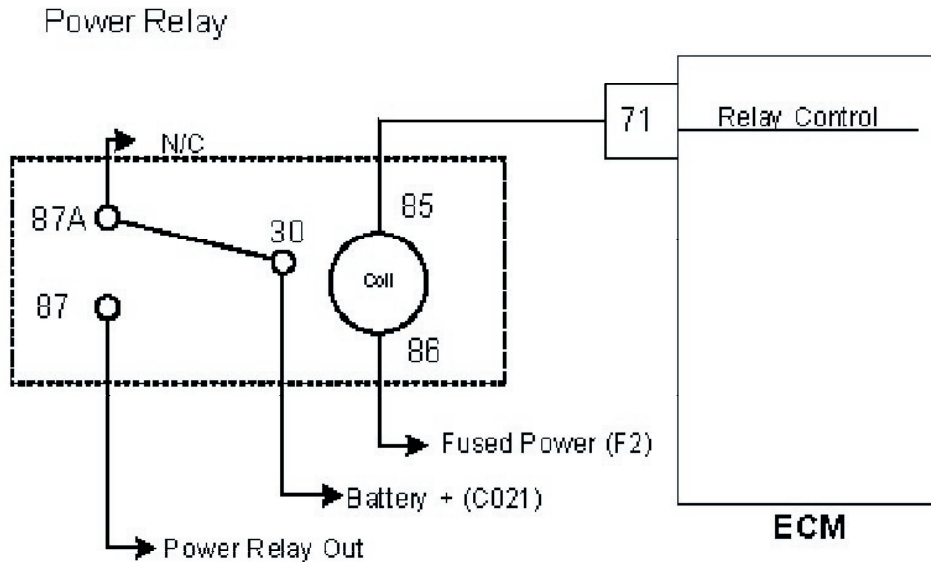 Power Relay
N/C
71
Relay Control
87A
30
85
Coil
87
86
Fused Power (F2)
Battery + (C021)
ECM
Power Relay Out